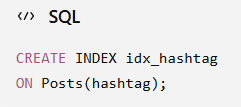 </> SQL
CREATE INDEX idx_hashtag
ON Posts(hashtag);